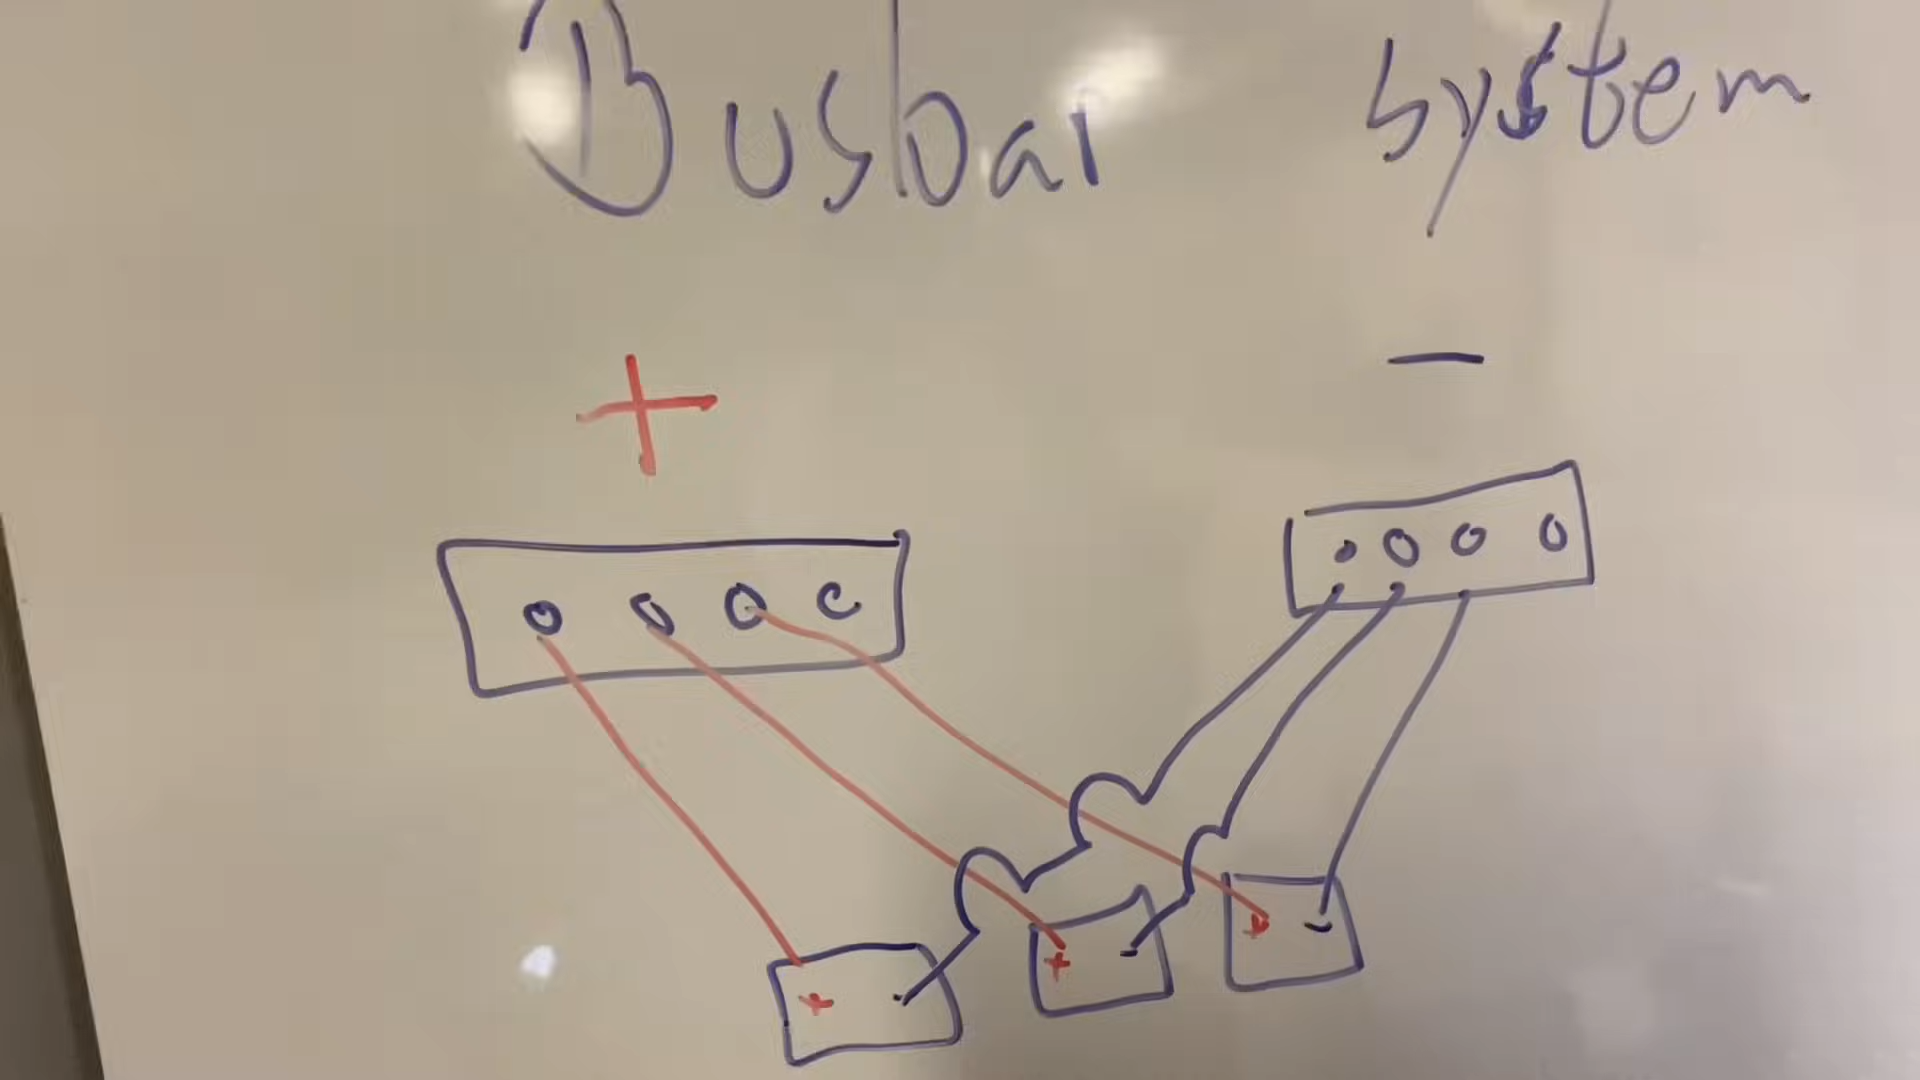 Busbar system
+ -
+ - + - + -